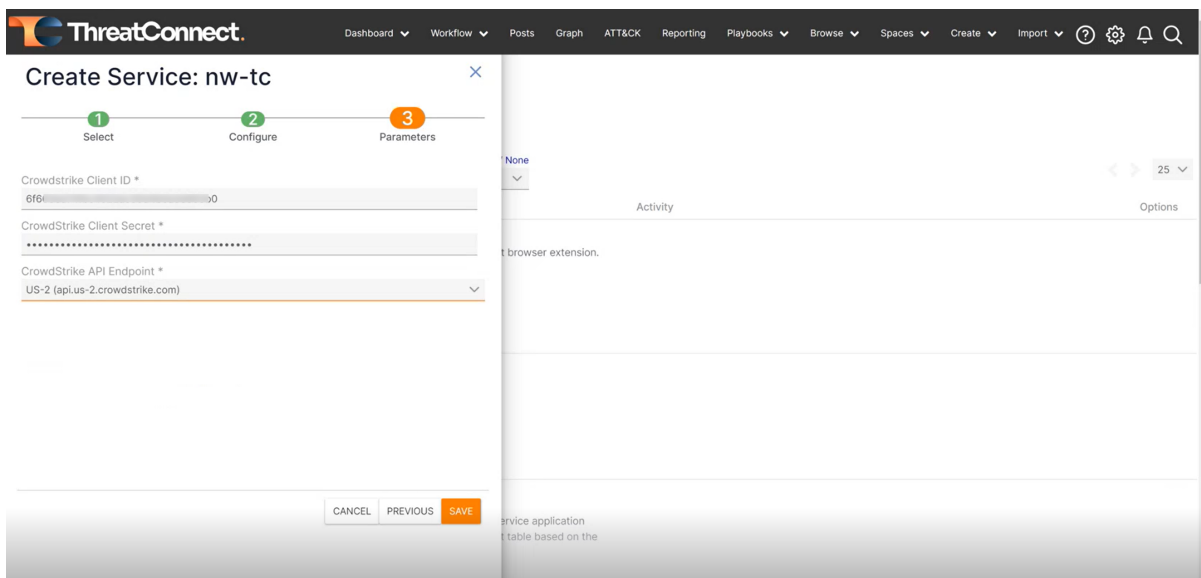 ThreatConnect.
Dashboard Workflow Posts Graph ATT&CK Reporting Playbooks Browse Spaces Create Import
Create Service: nw-tc
1 2 3
Select Configure Parameters
None
25
Crowdstrike Client ID *
Activity Options
CrowdStrike Client Secret *
••••••••••••••••••••••••••••••••••••••••
t browser extension.
CrowdStrike API Endpoint *
US-2 (api.us-2.crowdstrike.com)
CANCEL PREVIOUS SAVE
ervice application
t table based on the